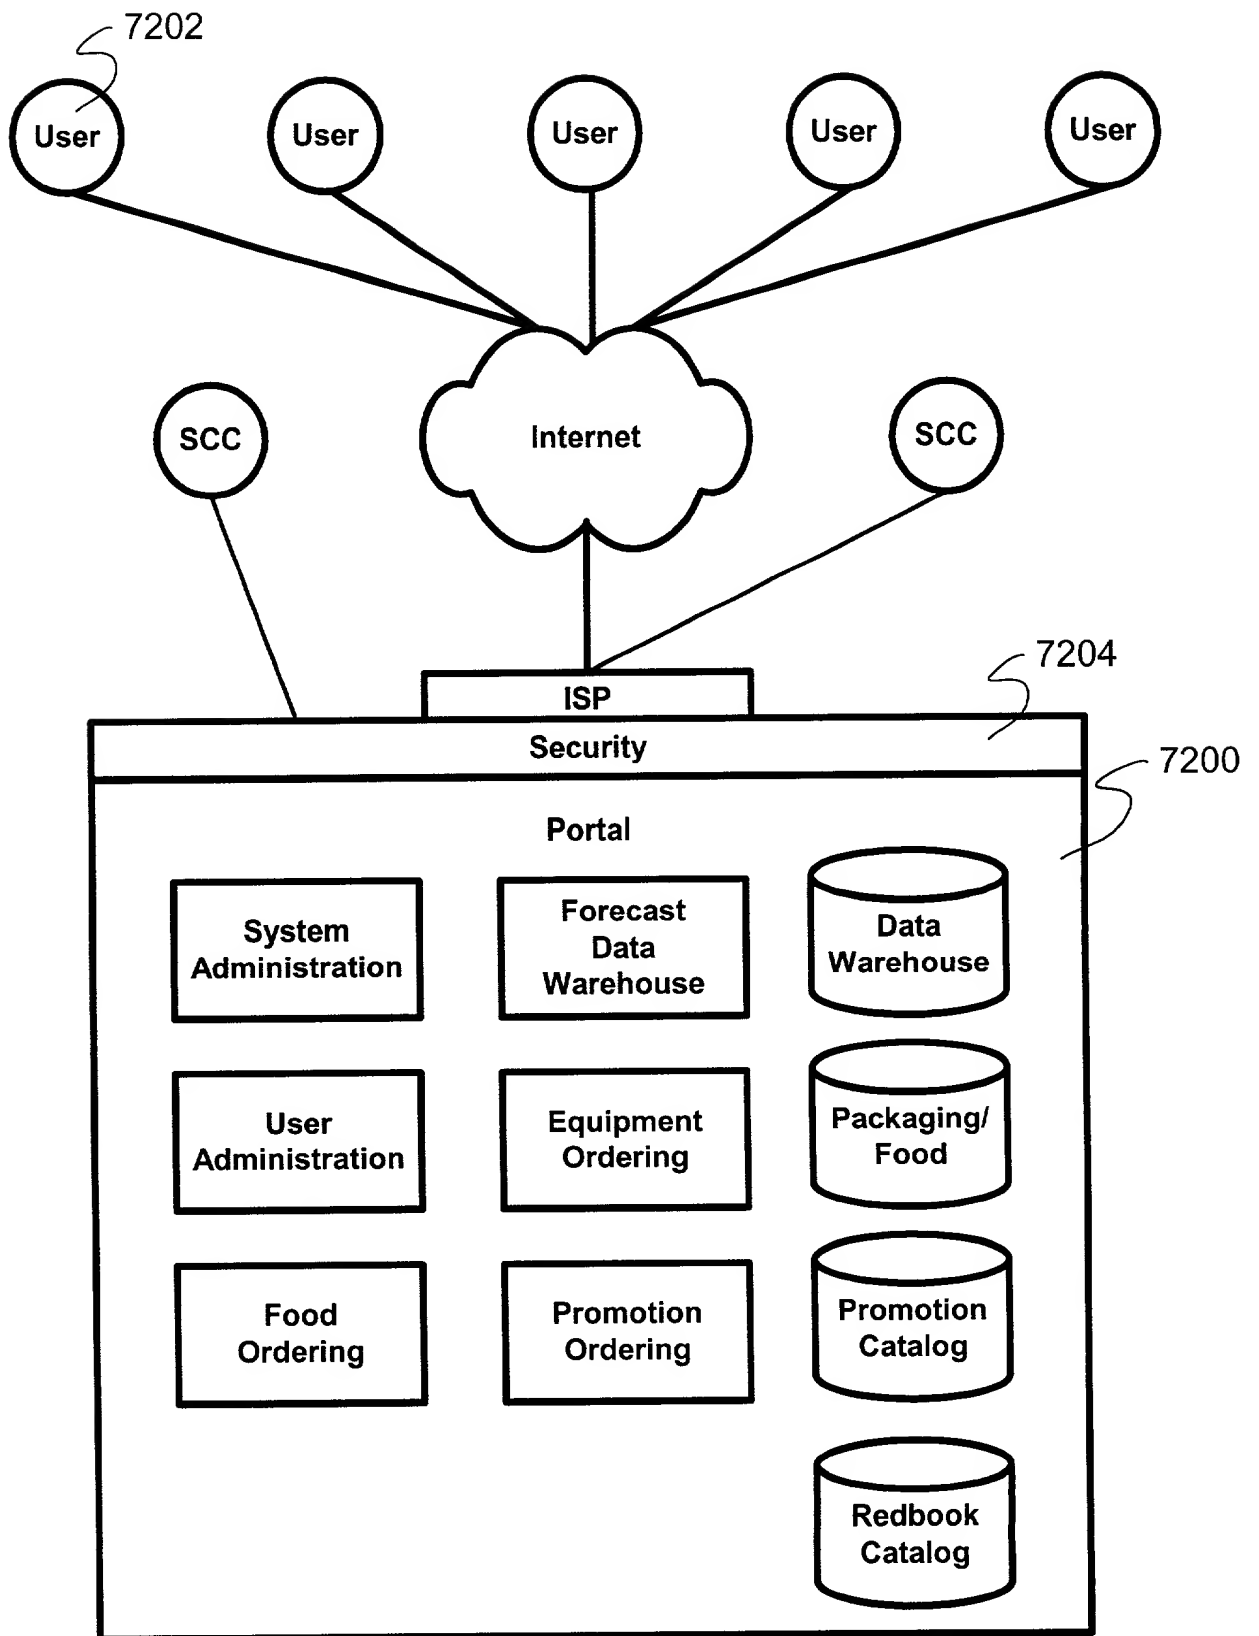 7202
User
User
User
User
User
SCC
Internet
SCC
7204
ISP
Security
7200
Portal
System
Administration
Forecast
Data
Warehouse
Data
Warehouse
User
Administration
Equipment
Ordering
Packaging/
Food
Food
Ordering
Promotion
Ordering
Promotion
Catalog
Redbook
Catalog